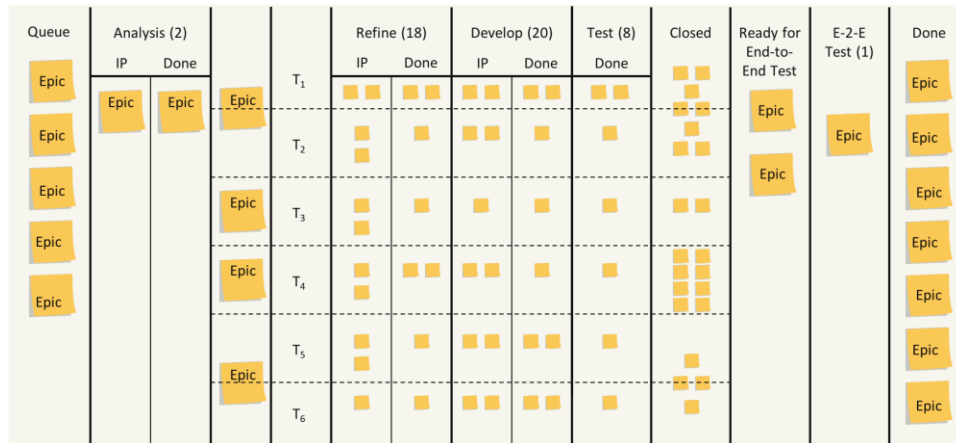 Queue
Analysis (2)
Refine (18)
Develop (20)
Test (8)
Closed
Ready for
End-to-
End Test
E-2-E
Test (1)
Done
IP
Done
IP
Done
IP
Done
Done
Epic
Epic
Epic
Epic
T1
Epic
Epic
Epic
T2
Epic
Epic
Epic
Epic
Epic
T3
Epic
Epic
Epic
T4
Epic
Epic
Epic
T5
Epic
Epic
T6
Epic